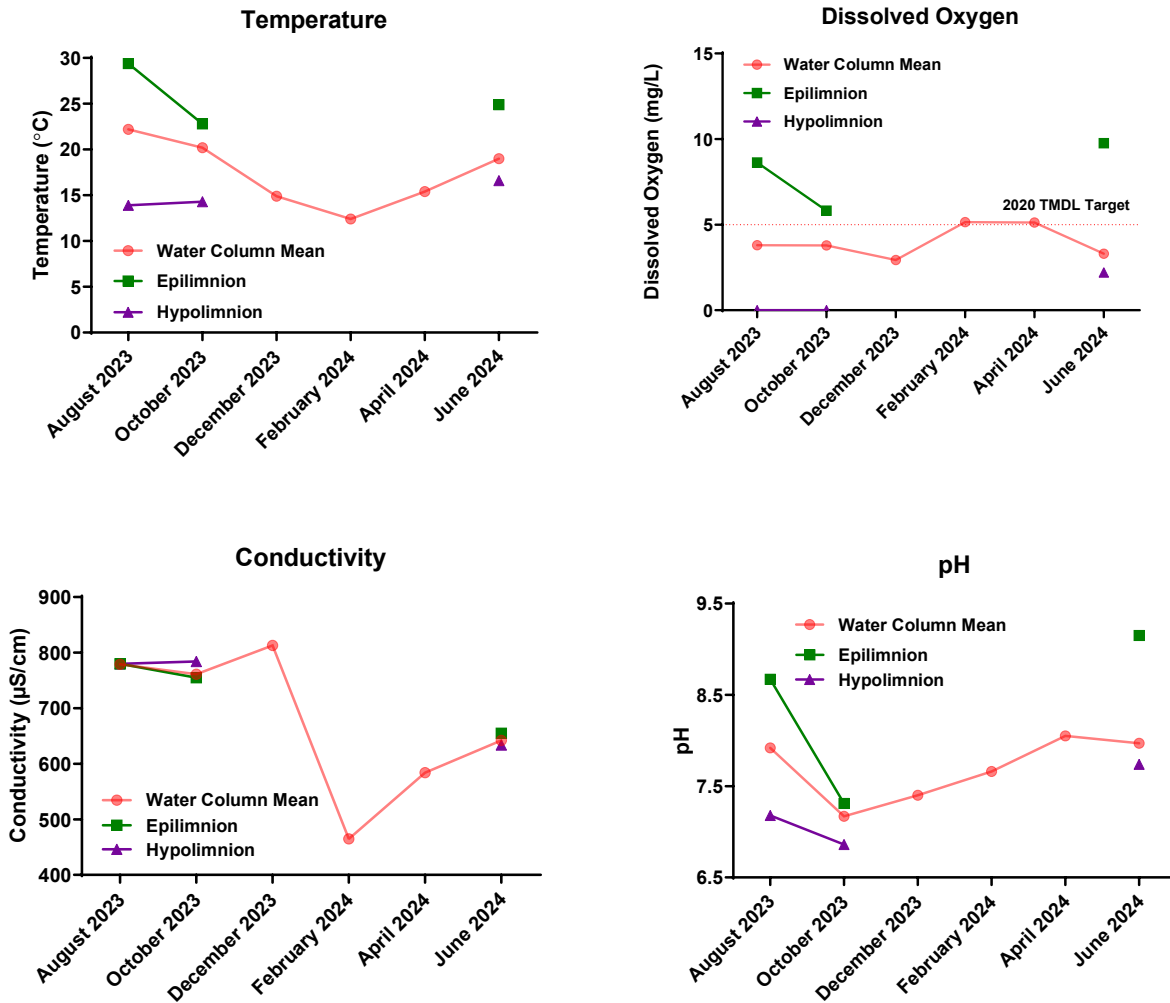 Temperature
30
25
20
15
10
5
0
Temperature (°C)
Water Column Mean
Epilimnion
Hypolimnion
August 2023
October 2023
December 2023
February 2024
April 2024
June 2024
Dissolved Oxygen
15
10
5
0
Dissolved Oxygen (mg/L)
Water Column Mean
Epilimnion
Hypolimnion
2020 TMDL Target
August 2023
October 2023
December 2023
February 2024
April 2024
June 2024
Conductivity
900
800
700
600
500
400
Conductivity (µS/cm)
Water Column Mean
Epilimnion
Hypolimnion
August 2023
October 2023
December 2023
February 2024
April 2024
June 2024
pH
9.5
8.5
7.5
6.5
pH
Water Column Mean
Epilimnion
Hypolimnion
August 2023
October 2023
December 2023
February 2024
April 2024
June 2024